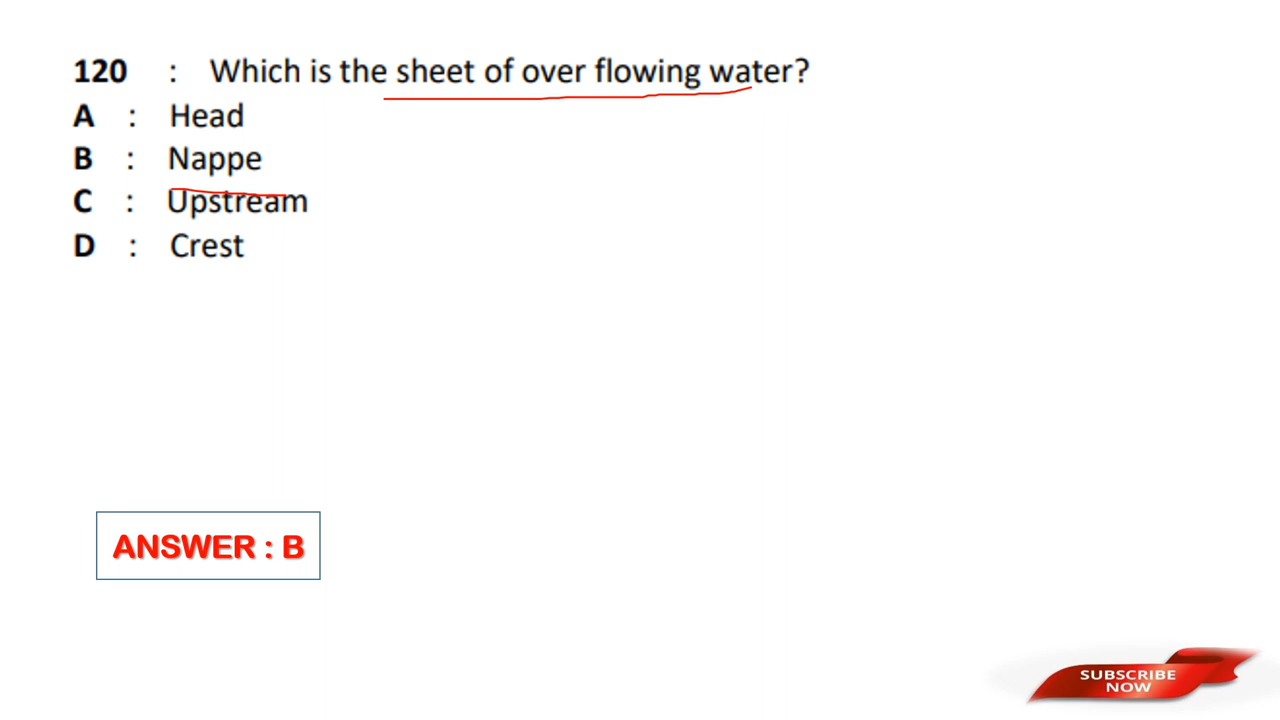 120 : Which is the sheet of over flowing water?
A : Head
B : Nappe
C : Upstream
D : Crest
ANSWER : B
SUBSCRIBE
NOW